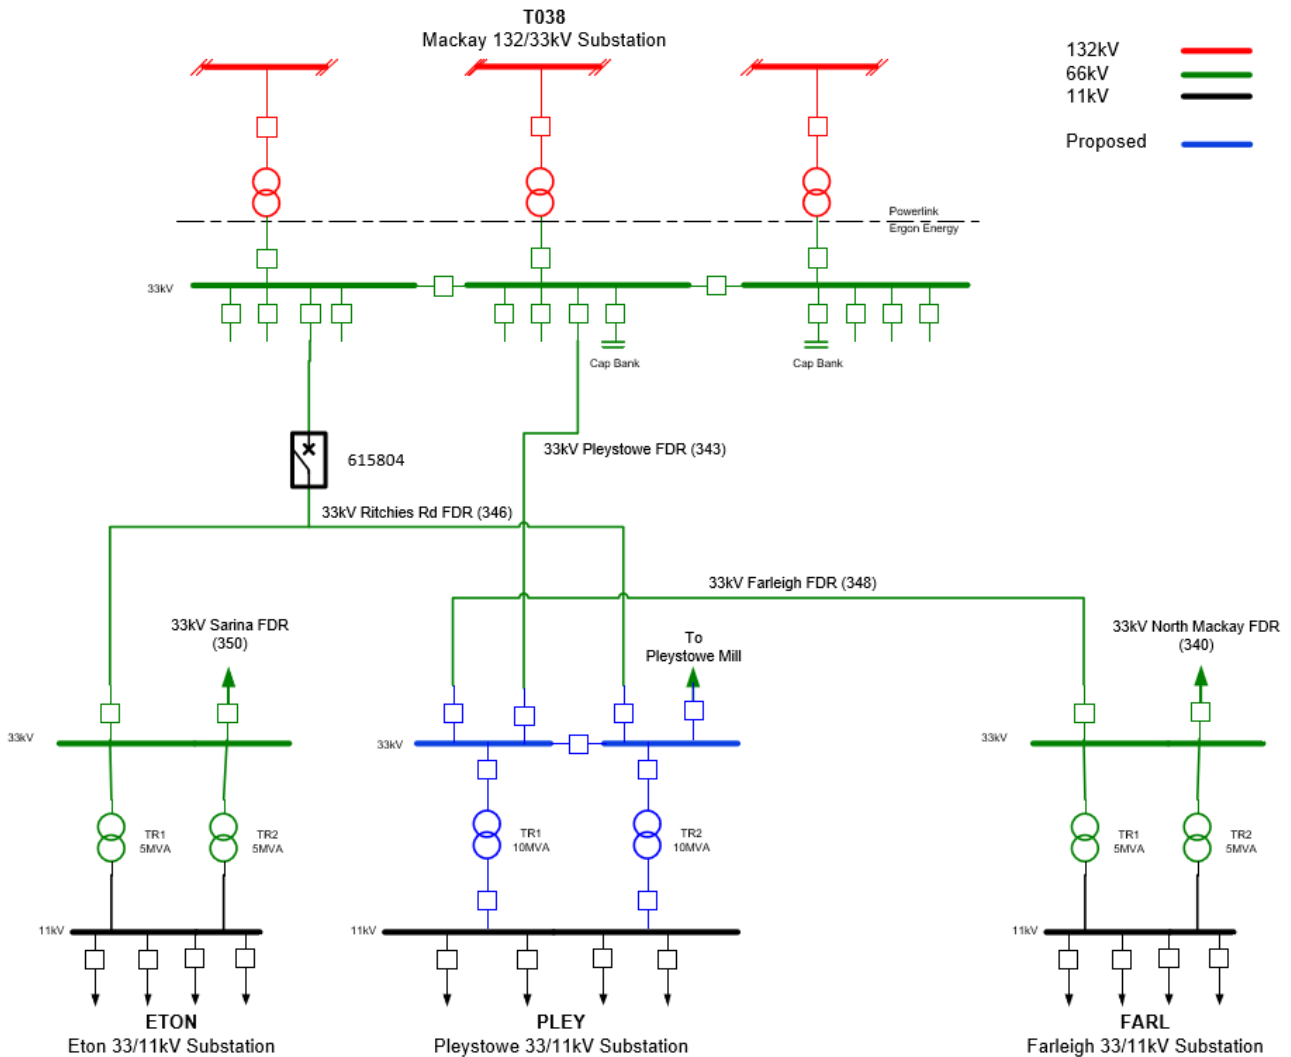 T038
Mackay 132/33kV Substation
132kV
66kV
11kV
Proposed
Powerlink
Ergon Energy
33kV
Cap Bank
Cap Bank
33kV Pleystowe FDR (343)
615804
33kV Ritchies Rd FDR (346)
33kV Farleigh FDR (348)
33kV Sarina FDR
(350)
To
Pleystowe Mill
33kV North Mackay FDR
(340)
33kV
33kV
33kV
TR1
5MVA
TR2
5MVA
TR1
10MVA
TR2
10MVA
TR1
5MVA
TR2
5MVA
11kV
11kV
11kV
ETON
Eton 33/11kV Substation
PLEY
Pleystowe 33/11kV Substation
FARL
Farleigh 33/11kV Substation